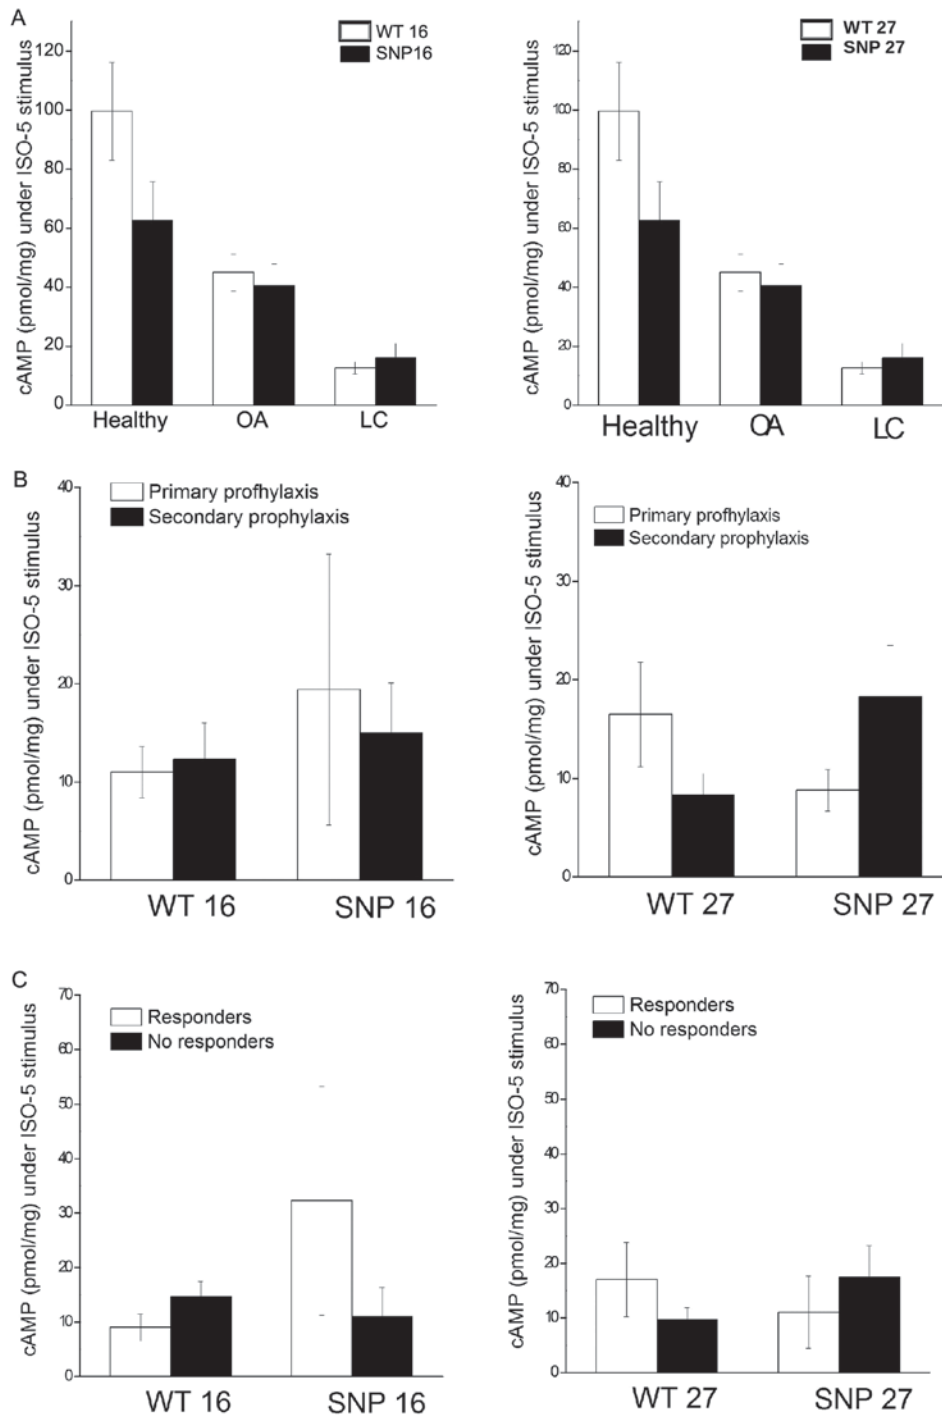 A
cAMP (pmol/mg) under ISO-5 stimulus
120
100
80
60
40
20
0
WT 16
SNP16
Healthy OA LC
cAMP (pmol/mg) under ISO-5 stimulus
120
100
80
60
40
20
0
WT 27
SNP 27
Healthy OA LC
B
cAMP (pmol/mg) under ISO-5 stimulus
40
30
20
10
0
Primary profhylaxis
Secondary prophylaxis
WT 16 SNP 16
cAMP (pmol/mg) under ISO-5 stimulus
40
30
20
10
0
Primary profhylaxis
Secondary prophylaxis
WT 27 SNP 27
C
cAMP (pmol/mg) under ISO-5 stimulus
70
60
50
40
30
20
10
0
Responders
No responders
WT 16 SNP 16
cAMP (pmol/mg) under ISO-5 stimulus
70
60
50
40
30
20
10
0
Responders
No responders
WT 27 SNP 27